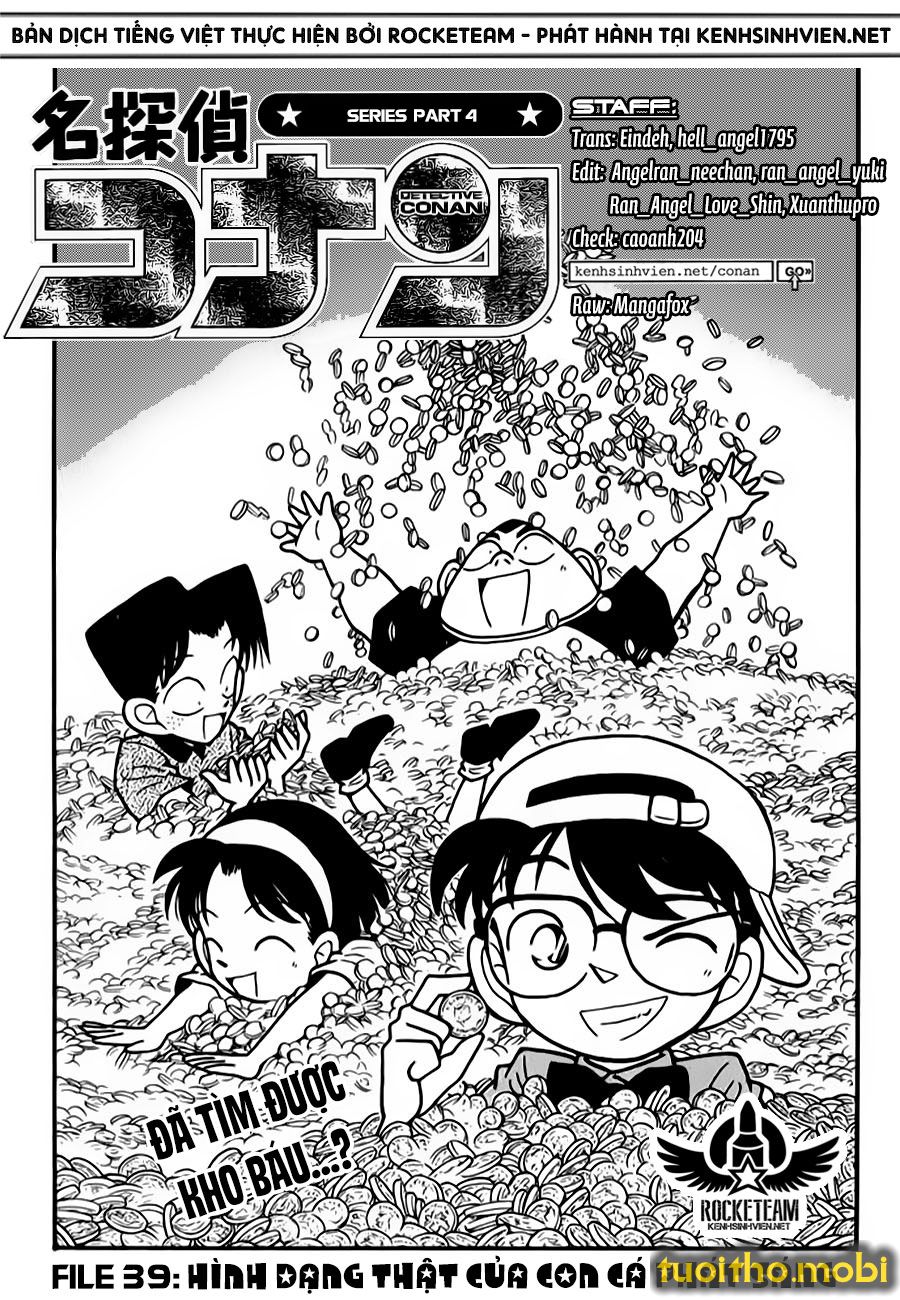 BẢN DỊCH TIẾNG VIỆT THỰC HIỆN BỞI ROCKETEAM - PHÁT HÀNH TẠI KENHSINHVIEN.NET
名探偵
SERIES PART 4
コナン
DETECTIVE
CONAN
STAFF:
Trans: Eindeh, hell_angel1795
Edit: Angelran_neechan, ran_angel_yuki
Ran_Angel_Love_Shin, Xuanthupro
Check: caoanh204
kenhsinhvien.net/conan GO»
Raw: Mangafox
ĐÃ TÌM ĐƯỢC
KHO BÁU...?
ROCKETEAM
KENHSINHVIEN.NET
FILE 39: HÌNH DẠNG THẬT CỦA CON CÁ
tuoitho.mobi